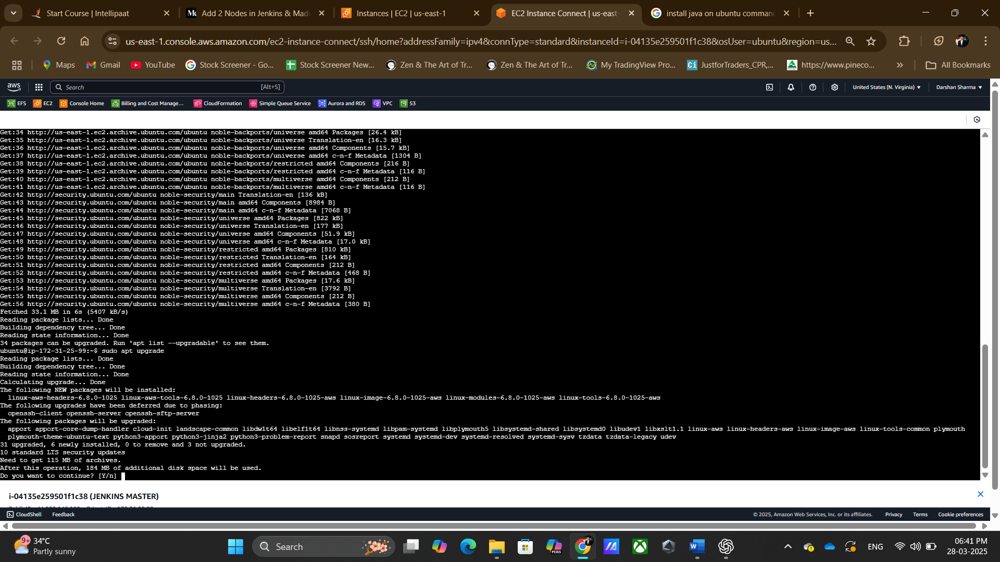 Start Course | Intellipaat
Add 2 Nodes in Jenkins & Made
Instances | EC2 | us-east-1
EC2 Instance Connect | us-east-
install java on ubuntu comman
us-east-1.console.aws.amazon.com/ec2-instance-connect/ssh/home?addressFamily=ipv4&connType=standard&instanceId=i-04135e259501f1c38&osUser=ubuntu&region=us...
Maps
Gmail
YouTube
Stock Screener - Go...
Stock Screener New...
Zen & The Art of Tr...
Zen & The Art of Tr...
My TradingView Pro...
Ci JustforTraders_CPR,...
https://www.pineco...
All Bookmarks
aws
Search
[Alt+S]
United States (N. Virginia)
Darshan Sharma
EFS
EC2
Console Home
Billing and Cost Manage...
CloudFormation
Simple Queue Service
Aurora and RDS
VPC
S3
Get:34 http://us-east-1.ec2.archive.ubuntu.com/ubuntu noble-backports/universe amd64 Packages [26.4 kB]
Get:35 http://us-east-1.ec2.archive.ubuntu.com/ubuntu noble-backports/universe Translation-en [16.3 kB]
Get:36 http://us-east-1.ec2.archive.ubuntu.com/ubuntu noble-backports/universe amd64 Components [15.7 kB]
Get:37 http://us-east-1.ec2.archive.ubuntu.com/ubuntu noble-backports/universe amd64 c-n-f Metadata [1304 B]
Get:38 http://us-east-1.ec2.archive.ubuntu.com/ubuntu noble-backports/restricted amd64 Components [216 B]
Get:39 http://us-east-1.ec2.archive.ubuntu.com/ubuntu noble-backports/restricted amd64 c-n-f Metadata [116 B]
Get:40 http://us-east-1.ec2.archive.ubuntu.com/ubuntu noble-backports/multiverse amd64 Components [212 B]
Get:41 http://us-east-1.ec2.archive.ubuntu.com/ubuntu noble-backports/multiverse amd64 c-n-f Metadata [116 B]
Get:42 http://security.ubuntu.com/ubuntu noble-security/main Translation-en [136 kB]
Get:43 http://security.ubuntu.com/ubuntu noble-security/main amd64 Components [8984 B]
Get:44 http://security.ubuntu.com/ubuntu noble-security/main amd64 c-n-f Metadata [7068 B]
Get:45 http://security.ubuntu.com/ubuntu noble-security/universe amd64 Packages [822 kB]
Get:46 http://security.ubuntu.com/ubuntu noble-security/universe Translation-en [177 kB]
Get:47 http://security.ubuntu.com/ubuntu noble-security/universe amd64 Components [51.9 kB]
Get:48 http://security.ubuntu.com/ubuntu noble-security/universe amd64 c-n-f Metadata [17.0 kB]
Get:49 http://security.ubuntu.com/ubuntu noble-security/restricted amd64 Packages [810 kB]
Get:50 http://security.ubuntu.com/ubuntu noble-security/restricted Translation-en [164 kB]
Get:51 http://security.ubuntu.com/ubuntu noble-security/restricted amd64 Components [212 B]
Get:52 http://security.ubuntu.com/ubuntu noble-security/restricted amd64 c-n-f Metadata [468 B]
Get:53 http://security.ubuntu.com/ubuntu noble-security/multiverse amd64 Packages [17.6 kB]
Get:54 http://security.ubuntu.com/ubuntu noble-security/multiverse Translation-en [3792 B]
Get:55 http://security.ubuntu.com/ubuntu noble-security/multiverse amd64 Components [212 B]
Get:56 http://security.ubuntu.com/ubuntu noble-security/multiverse amd64 c-n-f Metadata [380 B]
Fetched 33.1 MB in 6s (5407 kB/s)
Reading package lists... Done
Building dependency tree... Done
Reading state information... Done
34 packages can be upgraded. Run 'apt list --upgradable' to see them.
ubuntu@ip-172-31-25-99:~$ sudo apt upgrade
Reading package lists... Done
Building dependency tree... Done
Reading state information... Done
Calculating upgrade... Done
The following NEW packages will be installed:
linux-aws-headers-6.8.0-1025 linux-aws-tools-6.8.0-1025 linux-headers-6.8.0-1025-aws linux-image-6.8.0-1025-aws linux-modules-6.8.0-1025-aws linux-tools-6.8.0-1025-aws
The following upgrades have been deferred due to phasing:
openssh-client openssh-server openssh-sftp-server
The following packages will be upgraded:
apport apport-core-dump-handler cloud-init landscape-common libdw1t64 libelf1t64 libnss-systemd libpam-systemd libplymouth5 libsystemd-shared libsystemd0 libudev1 libxslt1.1 linux-aws linux-headers-aws linux-image-aws linux-tools-common plymouth
plymouth-theme-ubuntu-text python3-apport python3-jinja2 python3-problem-report snapd sosreport systemd systemd-dev systemd-resolved systemd-sysv tzdata tzdata-legacy udev
31 upgraded, 6 newly installed, 0 to remove and 3 not upgraded.
10 standard LTS security updates
Need to get 115 MB of archives.
After this operation, 184 MB of additional disk space will be used.
Do you want to continue? [Y/n]
i-04135e259501f1c38 (JENKINS MASTER)
CloudShell
Feedback
© 2025, Amazon Web Services, Inc. or its affiliates.
Privacy
Terms
Cookie preferences
9+
34°C
Partly sunny
Search
M365
ENG
06:41 PM
28-03-2025